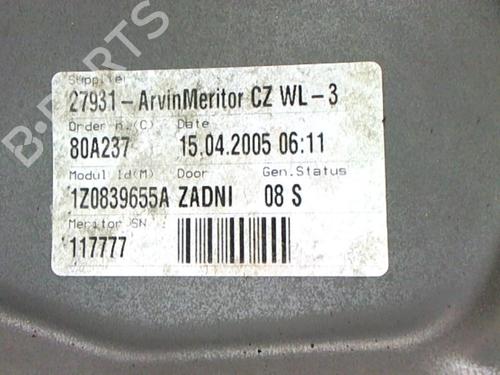 B-PARTS
Supplier
27931-ArvinMeritor CZ WL-3
Order n.(C) Date
80A237 15.04.2005 06:11
Modul Id(M) Door Gen.Status
1Z0839655A ZADNI 08 S
Meritor SN
117777